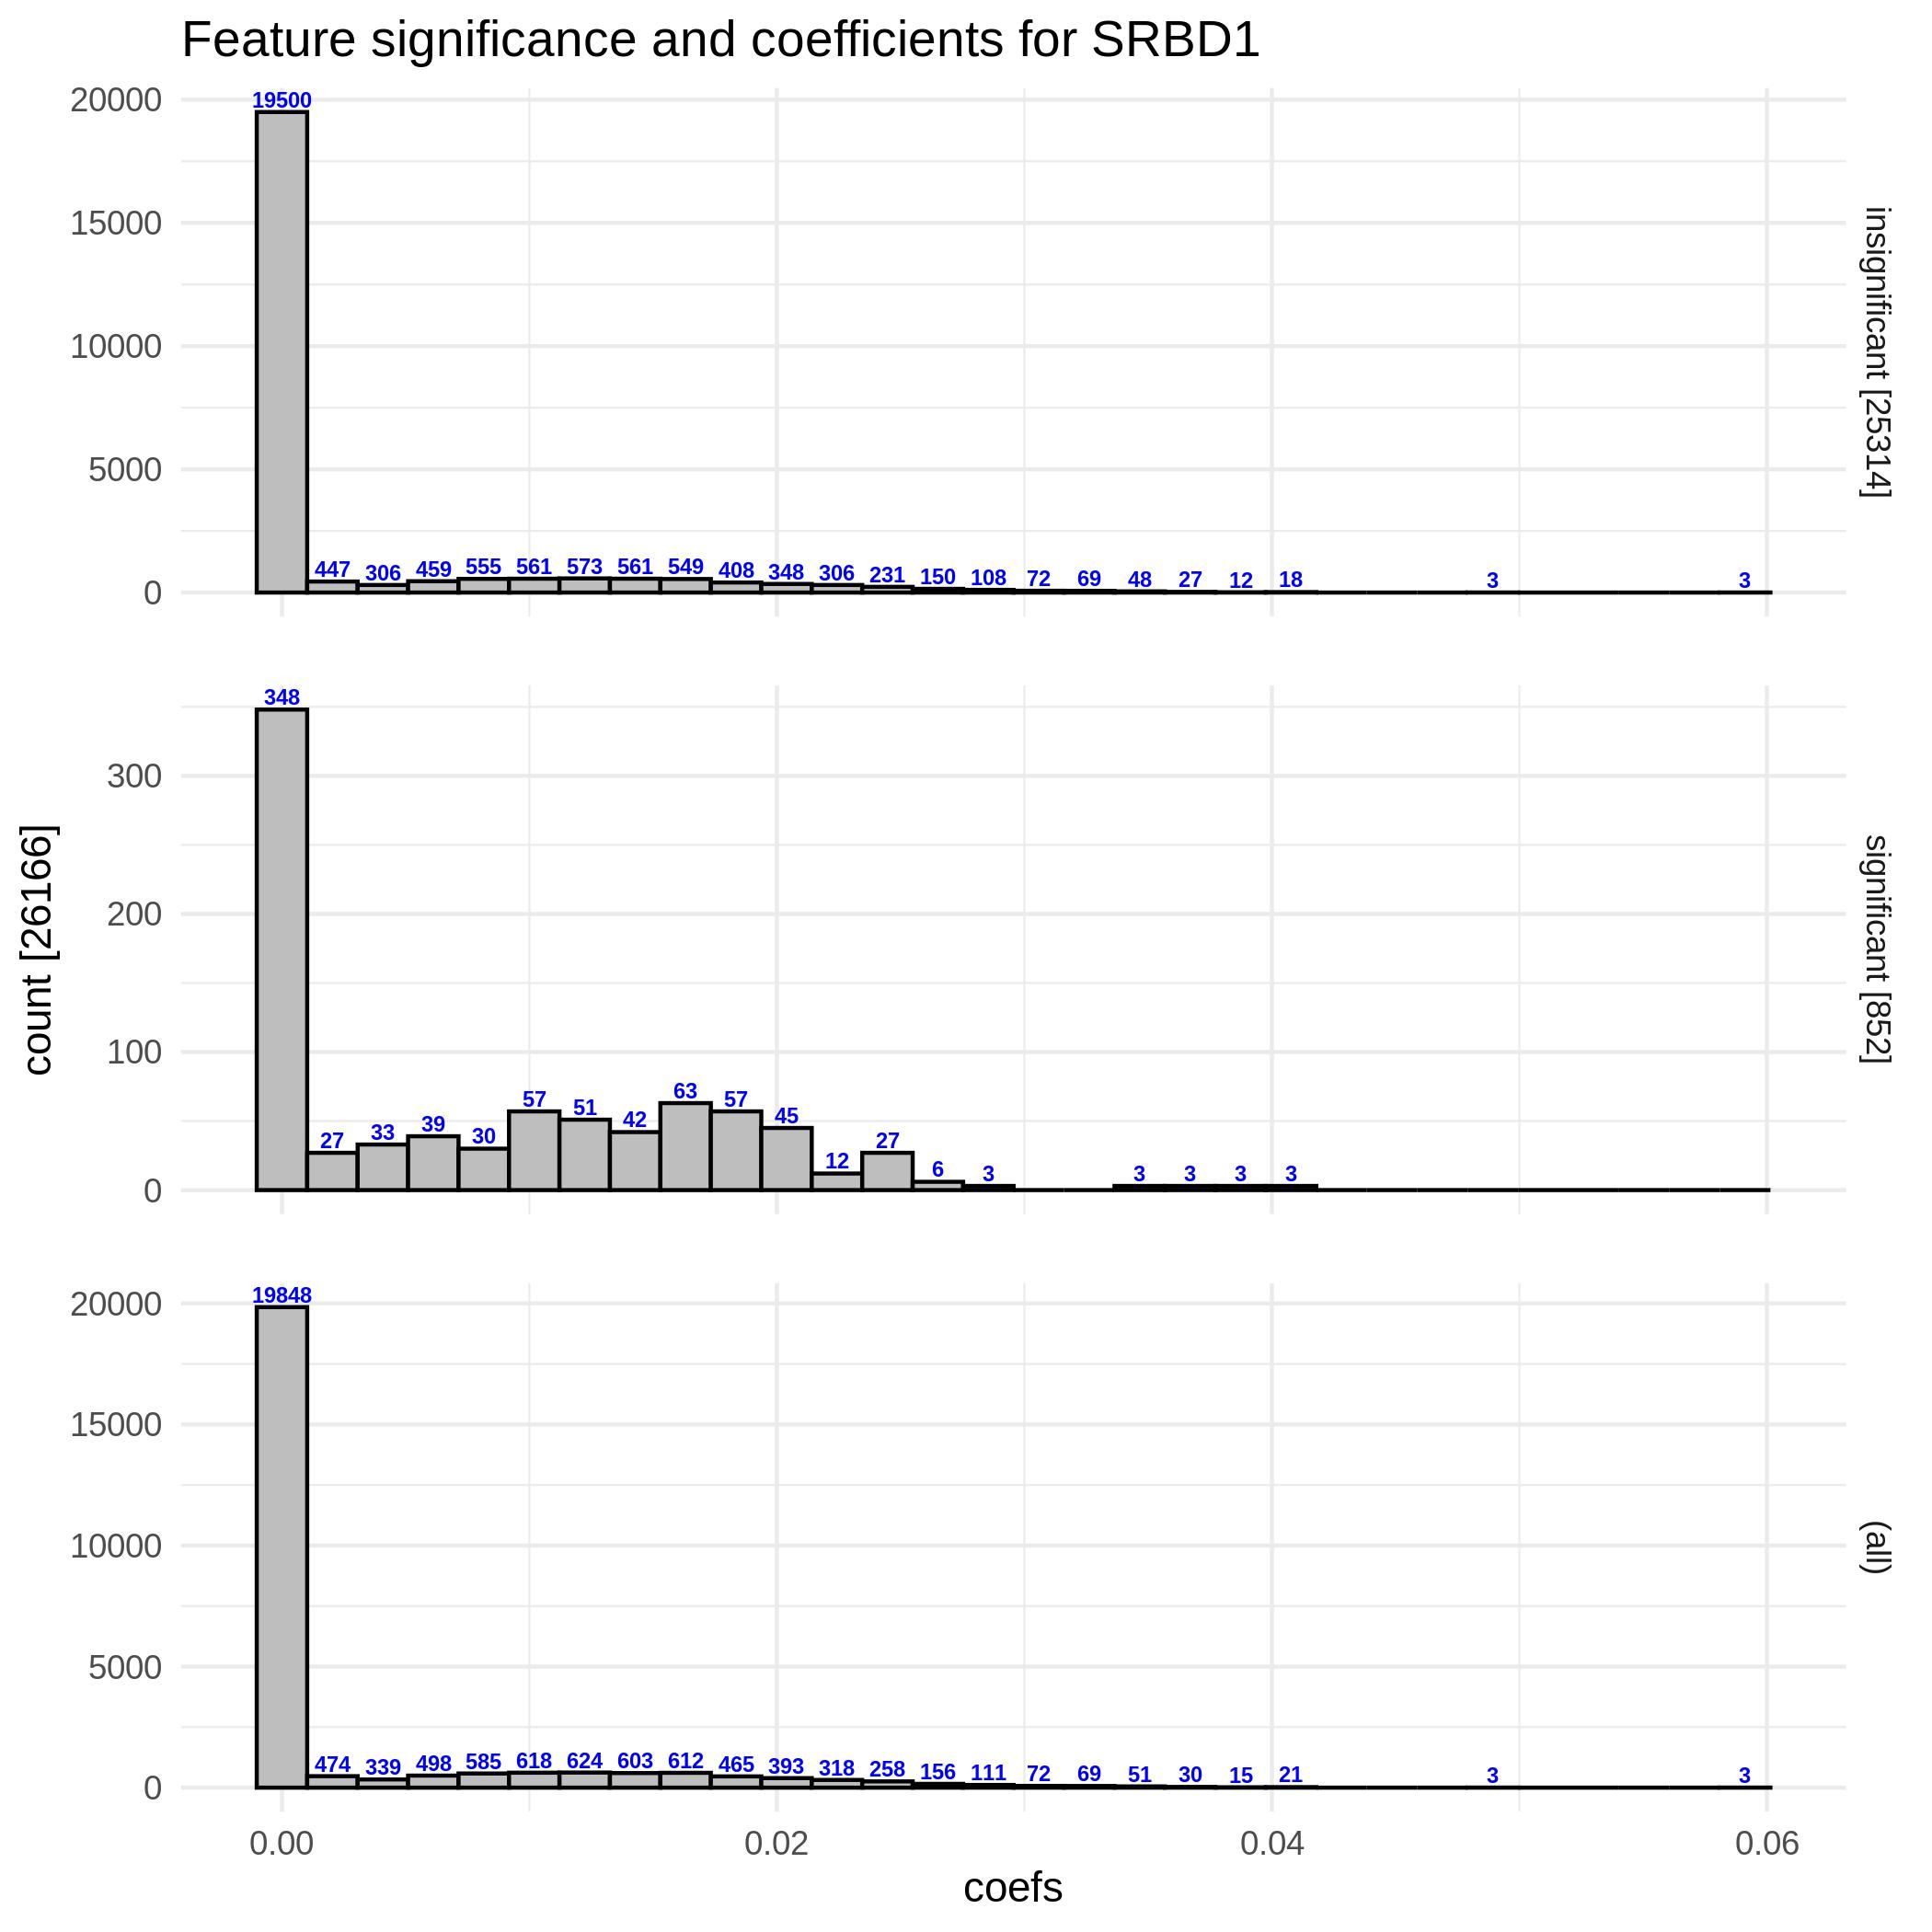 Feature significance and coefficients for SRBD1
20000
15000
10000
5000
0
19500
447 306 459 555 561 573 561 549 408 348 306 231 150 108 72 69 48 27 12 18 3 3
insignificant [25314]
count [26166]
300
200
100
0
348
27 33 39 30 57 51 42 63 57 45 12 27 6 3 3 3 3 3
significant [852]
20000
15000
10000
5000
0
19848
474 339 498 585 618 624 603 612 465 393 318 258 156 111 72 69 51 30 15 21 3 3
(all)
0.00 0.02 0.04 0.06
coefs